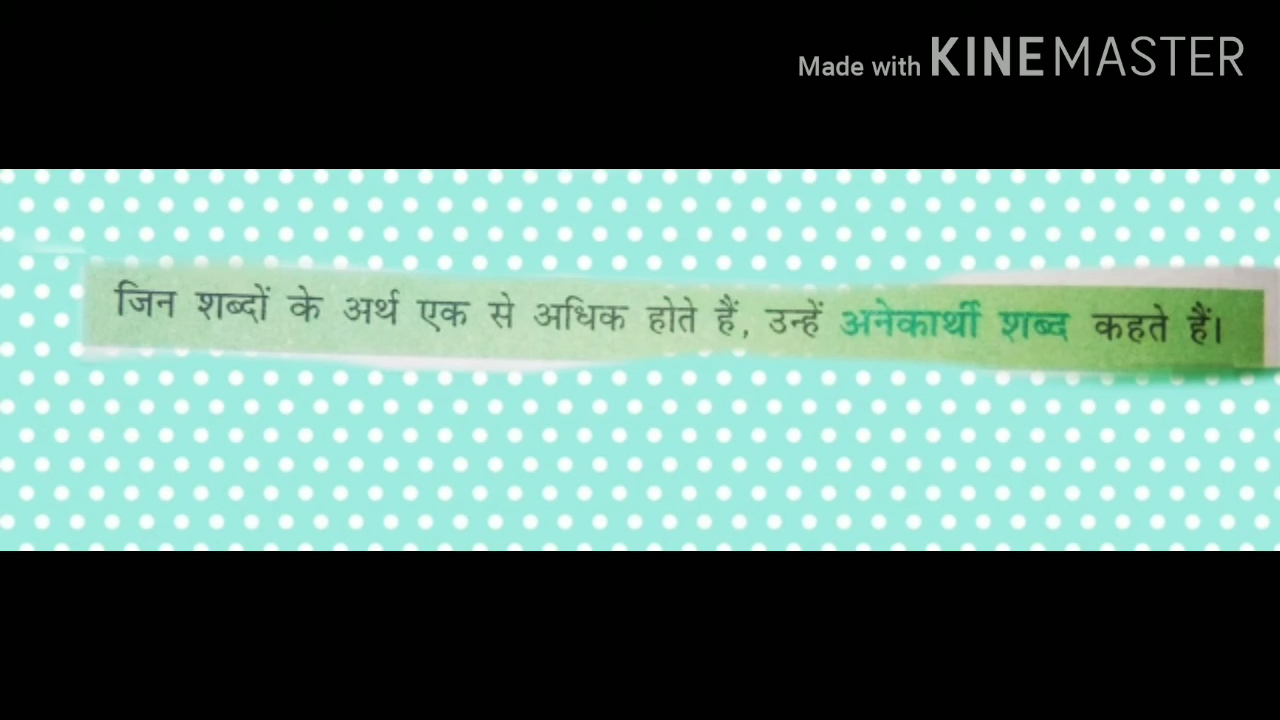 Made with KINEMASTER
जिन शब्दों के अर्थ एक से अधिक होते हैं, उन्हें अनेकार्थी शब्द कहते हैं।